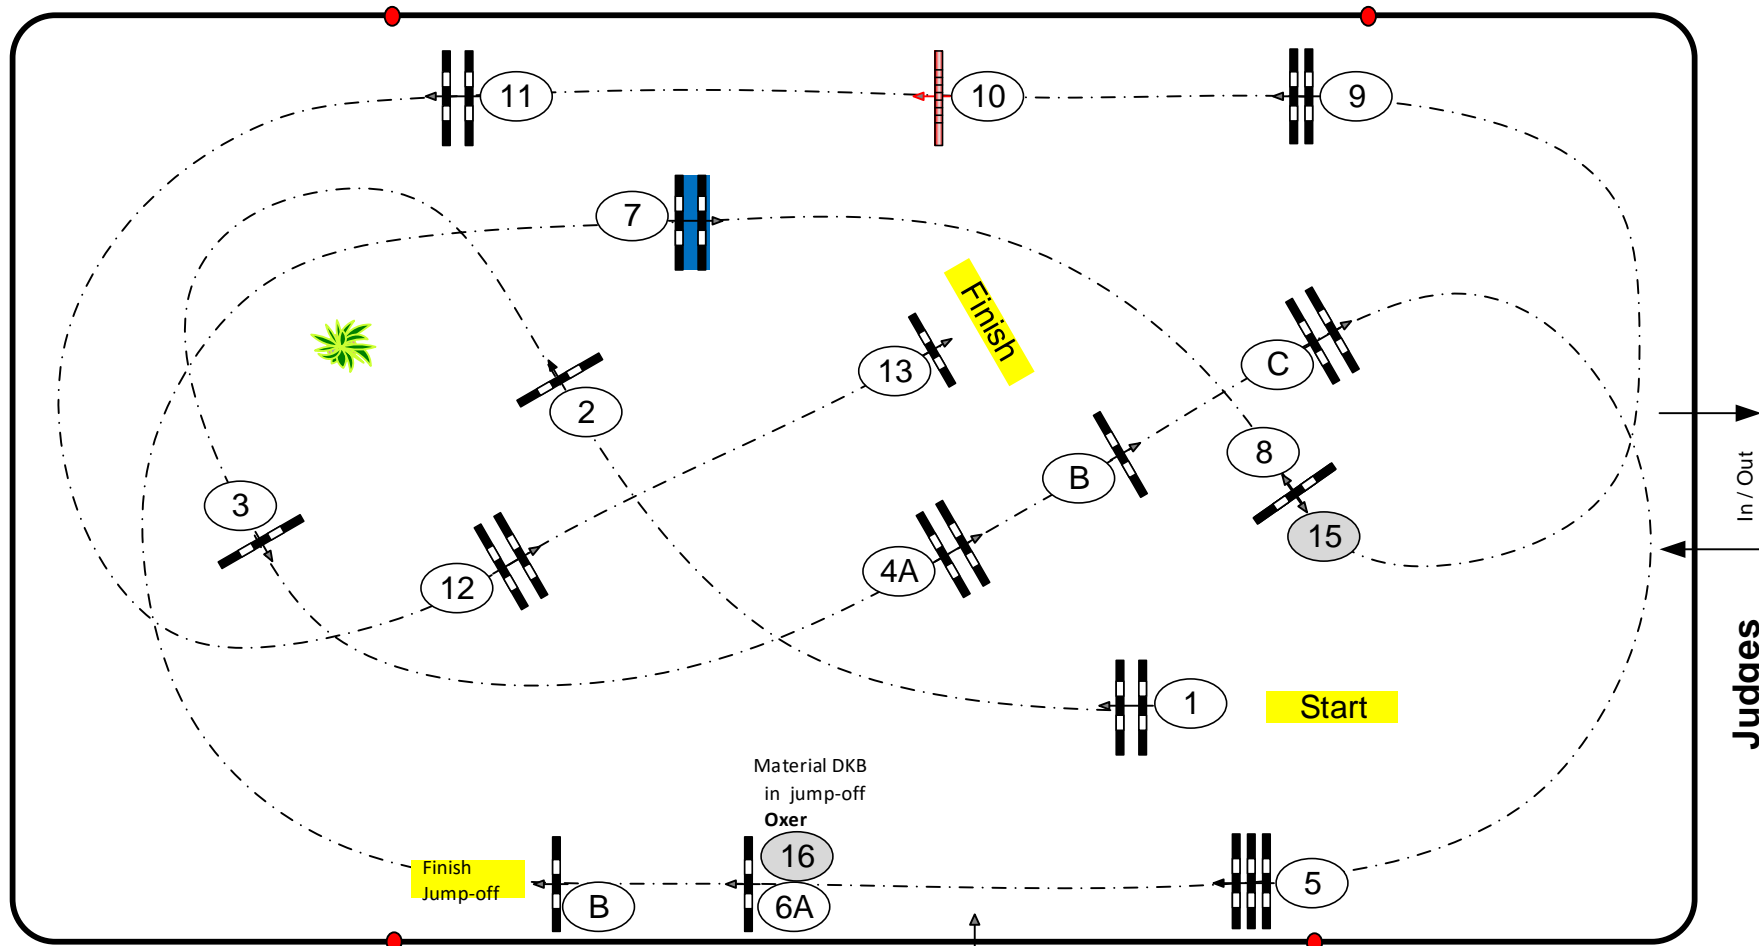 11
10
9
7
Finish
13
C
2
8
B
In / Out
3
15
4A
12
Judges
1
Start
Material DKB
in jump-off
Oxer
16
Finish
Jump-off
B
6A
5